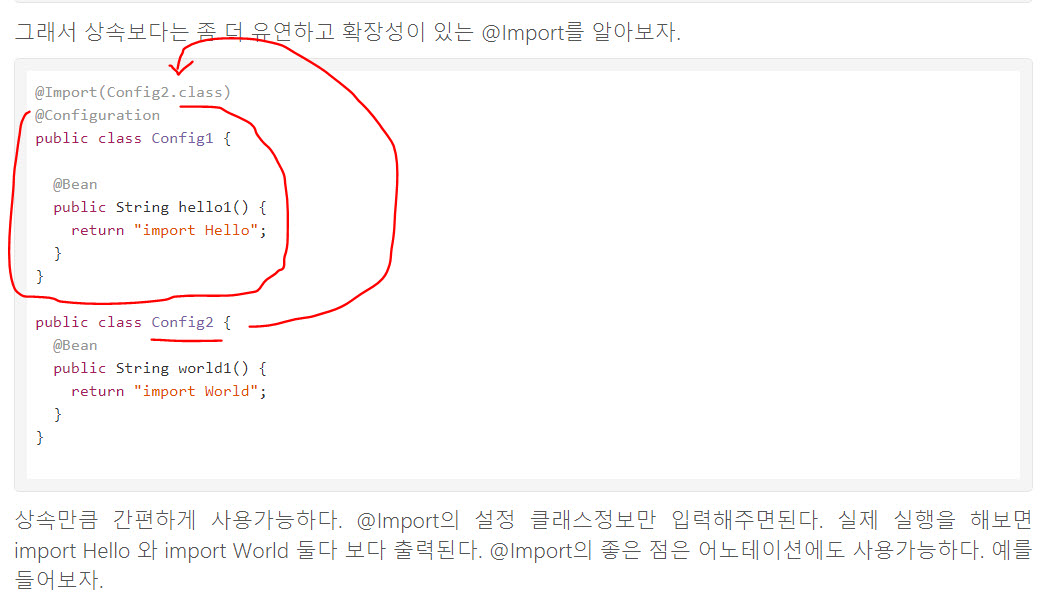 그래서 상속보다는 좀 더 유연하고 확장성이 있는 @Import를 알아보자.
@Import(Config2.class)
@Configuration
public class Config1 {
@Bean
public String hello1() {
return "import Hello";
}
}
public class Config2 {
@Bean
public String world1() {
return "import World";
}
}
상속만큼 간편하게 사용가능하다. @Import의 설정 클래스정보만 입력해주면된다. 실제 실행을 해보면
import Hello 와 import World 둘다 보다 출력된다. @Import의 좋은 점은 어노테이션에도 사용가능하다. 예를
들어보자.